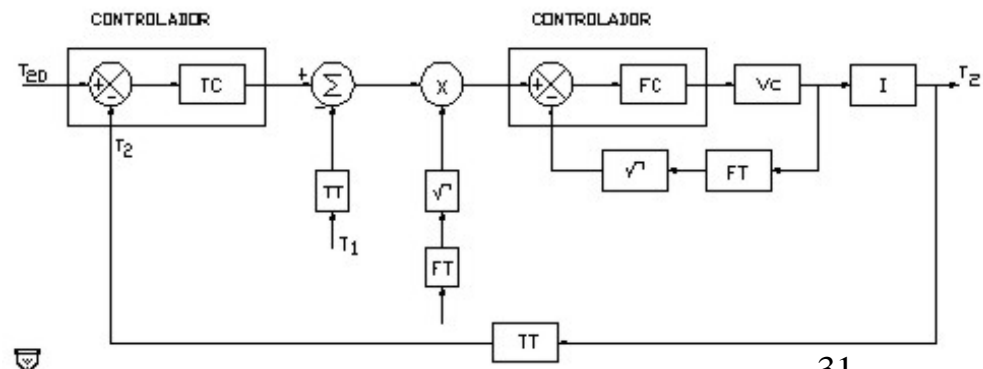 CONTROLADOR
CONTROLADOR
T2D
TC
+
Σ
X
FC
Vc
I
T2
+
-
-
+
-
T2
TT
T1
√
FT
√
FT
TT
31